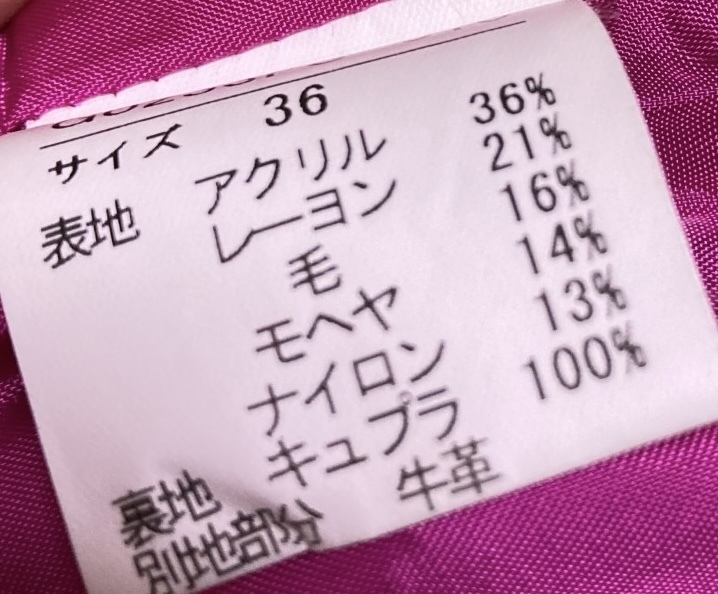 サイズ 36
表地 アクリル 36%
レーヨン 21%
毛 16%
モヘヤ 14%
ナイロン 13%
裏地 キュプラ 100%
別地部分 牛革